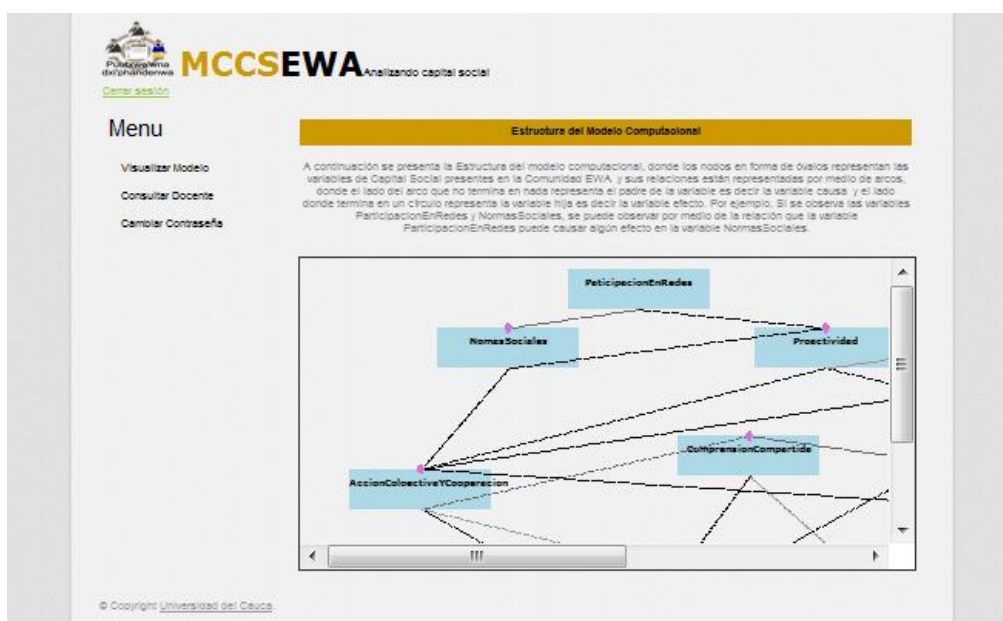 MCCSEWA Analizando capital social
Cerrar sesión
Menu
Visualizar Modelo
Consultar Docente
Cambiar Contraseña
Estructura del Modelo Computacional
A continuación se presenta la Estructura del modelo computacional, donde los nodos en forma de óvalos representan las
variables de Capital Social presentes en la Comunidad EWA y sus relaciones están representadas por medio de arcos,
donde el lado del arco que no termina en nada representa el padre de la variable es decir la variable causa y el lado
donde termina en un círculo representa la variable hija es decir la variable efecto. Por ejemplo, Si se observa las variables
ParticipacionEnRedes y NormasSociales, se puede observar por medio de la relación que la variable
ParticipacionEnRedes puede causar algún efecto en la variable NormasSociales.
PaticipacionEnRedes
NomasSociales
Proactividad
ComprensionCompartida
AccionColoectivaYCooperacion
© Copyright Universidad del Cauca.